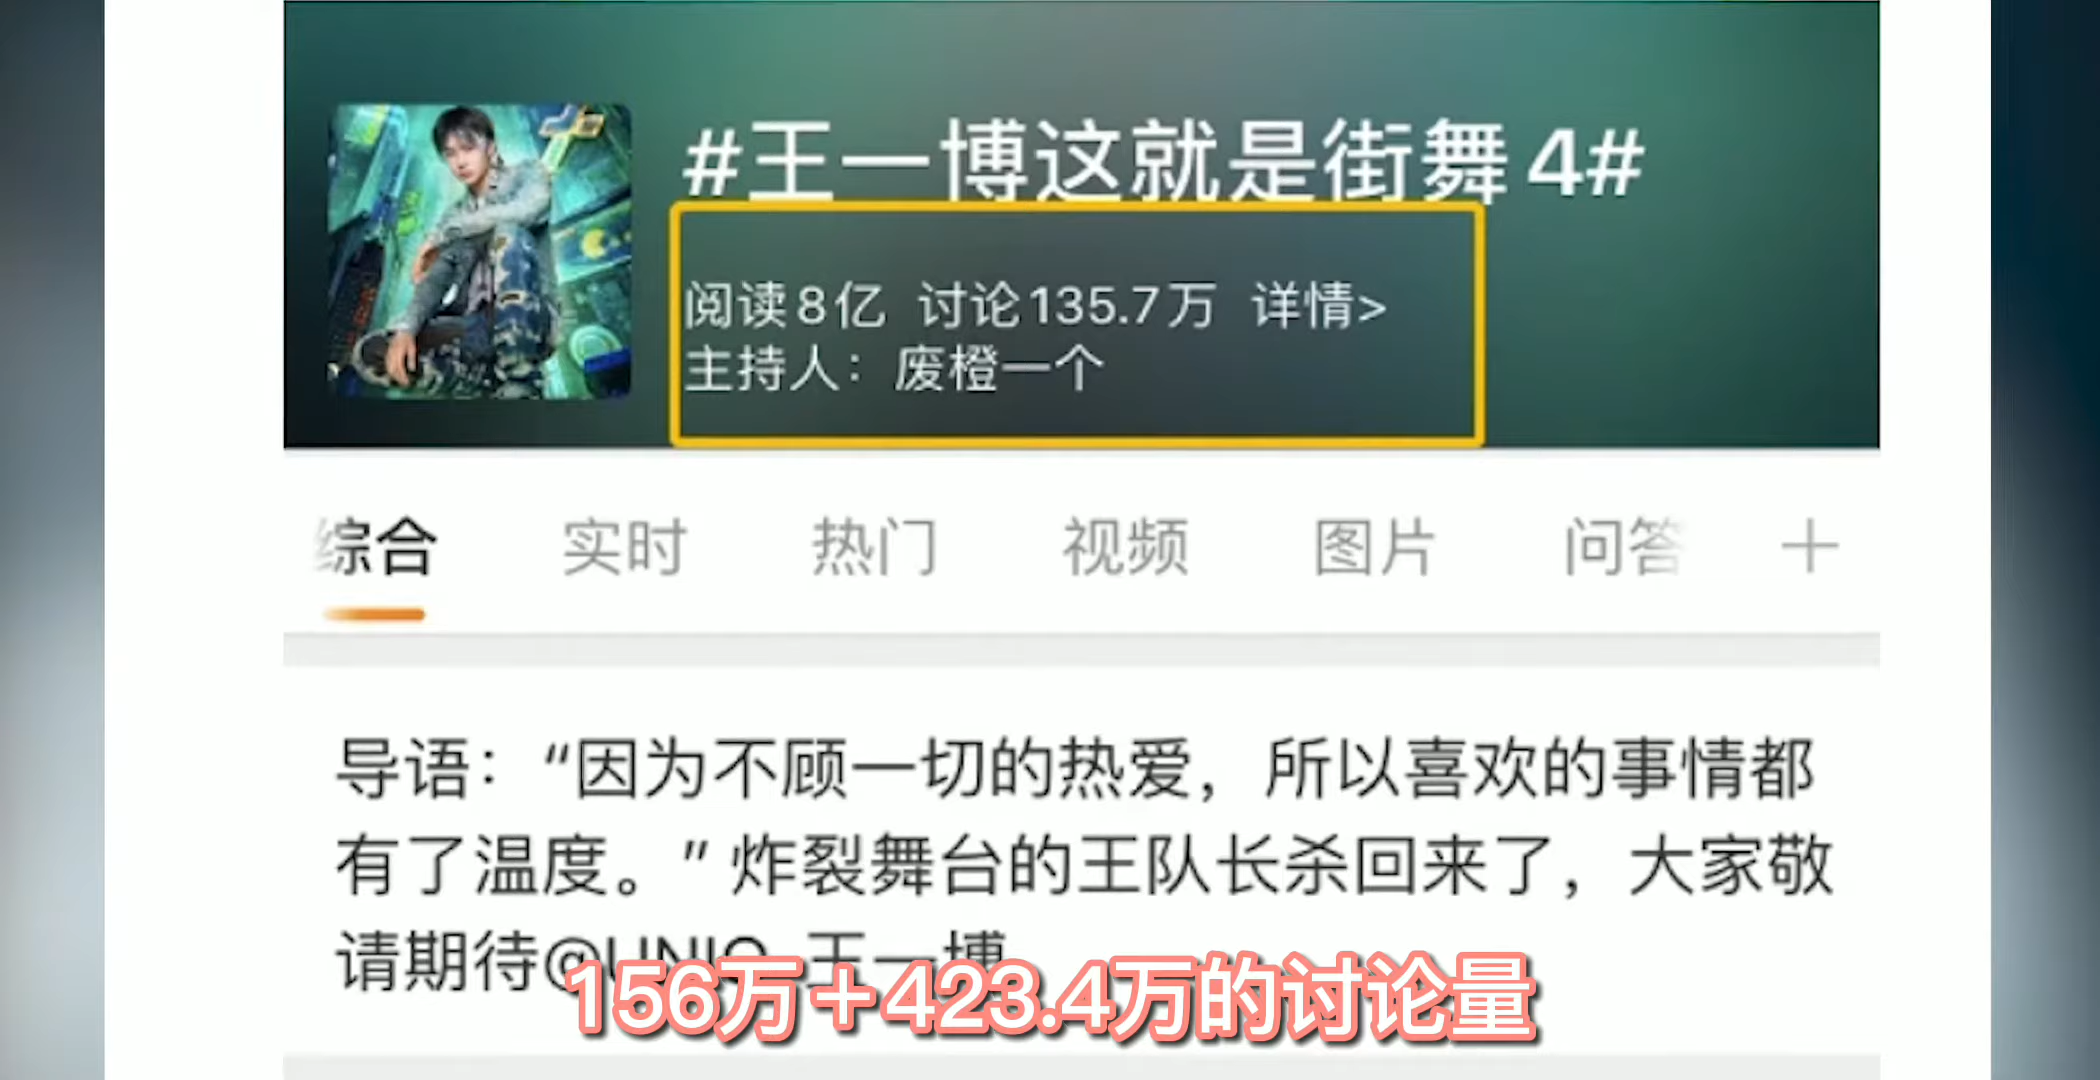 #王一博这就是街舞4#
阅读8亿 讨论135.7万 详情>
主持人：废橙一个
综合 实时 热门 视频 图片 问答 +
导语：“因为不顾一切的热爱，所以喜欢的事情都
有了温度。”炸裂舞台的王队长杀回来了，大家敬
请期待@UNIQ-王一博
156万+423.4万的讨论量